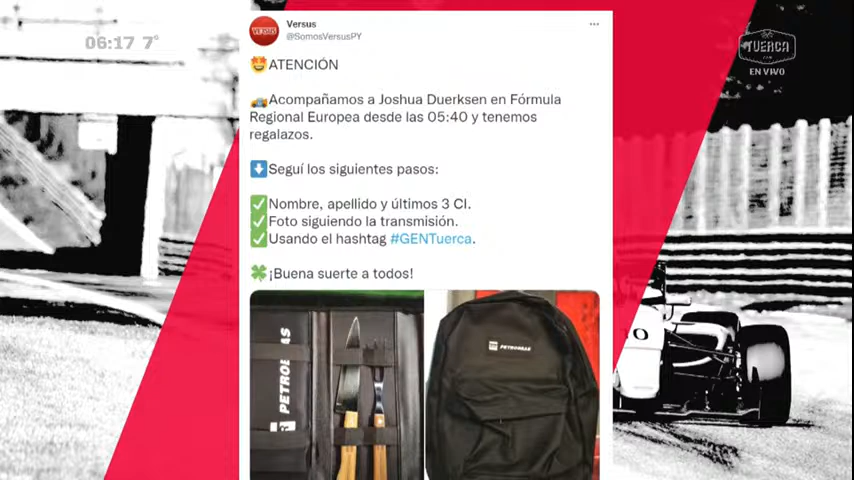 06:17 7°
Versus
@SomosVersusPY
VERSUS
TUERCA
EN VIVO
🤩ATENCIÓN
🏎️Acompañamos a Joshua Duerksen en Fórmula
Regional Europea desde las 05:40 y tenemos
regalazos.
⬇️Seguí los siguientes pasos:
✅Nombre, apellido y últimos 3 CI.
✅Foto siguiendo la transmisión.
✅Usando el hashtag #GENTuerca.
🍀¡Buena suerte a todos!
PETROBRAS
PETROBRAS